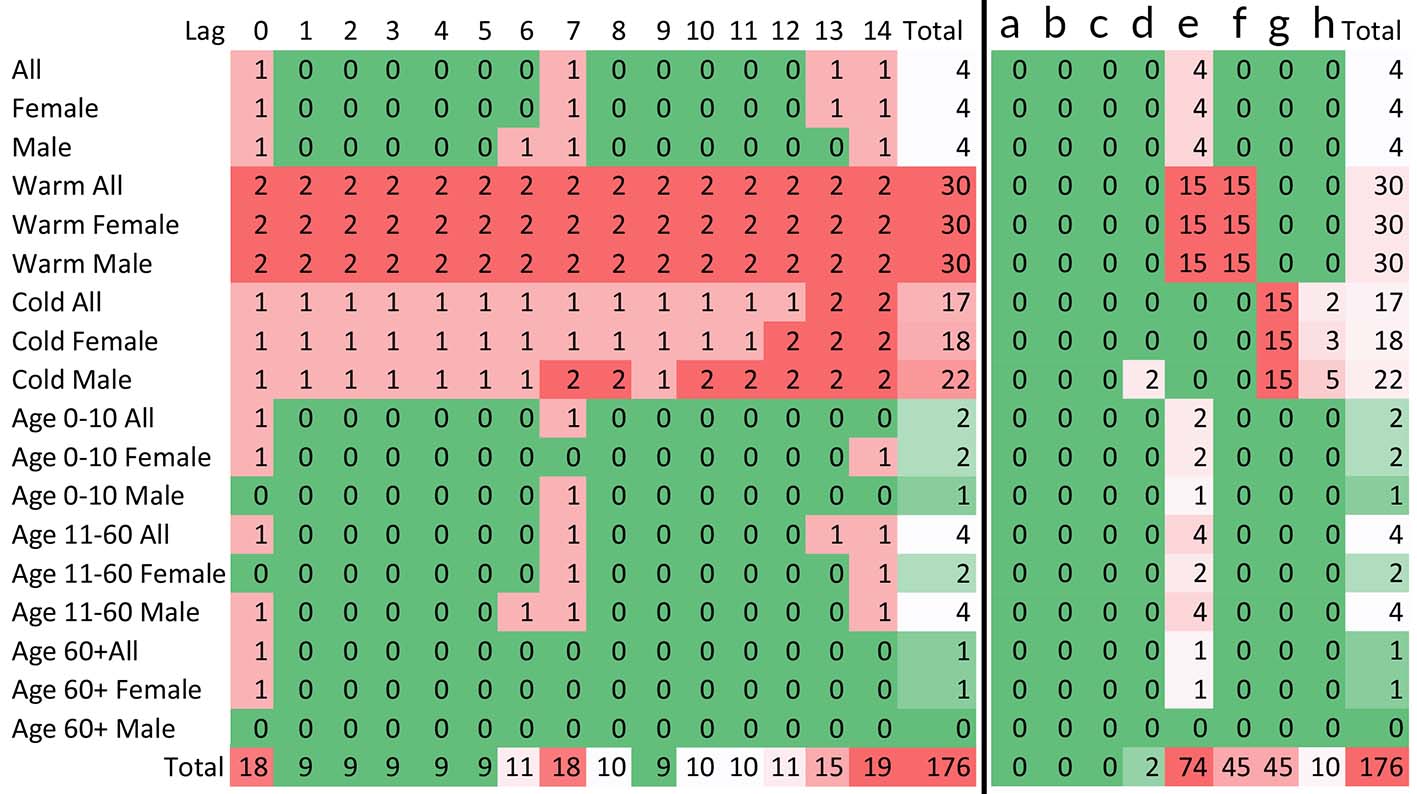 Lag 0 1 2 3 4 5 6 7 8 9 10 11 12 13 14 Total a b c d e f g h Total
All 1 0 0 0 0 0 0 1 0 0 0 0 0 1 1 4 0 0 0 0 4 0 0 0 4
Female 1 0 0 0 0 0 0 1 0 0 0 0 0 1 1 4 0 0 0 0 4 0 0 0 4
Male 1 0 0 0 0 0 1 1 0 0 0 0 0 0 1 4 0 0 0 0 4 0 0 0 4
Warm All 2 2 2 2 2 2 2 2 2 2 2 2 2 2 2 30 0 0 0 0 15 15 0 0 30
Warm Female 2 2 2 2 2 2 2 2 2 2 2 2 2 2 2 30 0 0 0 0 15 15 0 0 30
Warm Male 2 2 2 2 2 2 2 2 2 2 2 2 2 2 2 30 0 0 0 0 15 15 0 0 30
Cold All 1 1 1 1 1 1 1 1 1 1 1 1 1 2 2 17 0 0 0 0 0 0 15 2 17
Cold Female 1 1 1 1 1 1 1 1 1 1 1 1 2 2 2 18 0 0 0 0 0 0 15 3 18
Cold Male 1 1 1 1 1 1 1 2 2 1 2 2 2 2 2 22 0 0 0 2 0 0 15 5 22
Age 0-10 All 1 0 0 0 0 0 0 1 0 0 0 0 0 0 0 2 0 0 0 0 2 0 0 0 2
Age 0-10 Female 1 0 0 0 0 0 0 0 0 0 0 0 0 0 1 2 0 0 0 0 2 0 0 0 2
Age 0-10 Male 0 0 0 0 0 0 0 1 0 0 0 0 0 0 0 1 0 0 0 0 1 0 0 0 1
Age 11-60 All 1 0 0 0 0 0 0 1 0 0 0 0 0 1 1 4 0 0 0 0 4 0 0 0 4
Age 11-60 Female 0 0 0 0 0 0 0 1 0 0 0 0 0 0 1 2 0 0 0 0 2 0 0 0 2
Age 11-60 Male 1 0 0 0 0 0 1 1 0 0 0 0 0 0 1 4 0 0 0 0 4 0 0 0 4
Age 60+All 1 0 0 0 0 0 0 0 0 0 0 0 0 0 0 1 0 0 0 0 1 0 0 0 1
Age 60+ Female 1 0 0 0 0 0 0 0 0 0 0 0 0 0 0 1 0 0 0 0 1 0 0 0 1
Age 60+ Male 0 0 0 0 0 0 0 0 0 0 0 0 0 0 0 0 0 0 0 0 0 0 0 0 0
Total 18 9 9 9 9 9 11 18 10 9 10 10 11 15 19 176 0 0 0 2 74 45 45 10 176